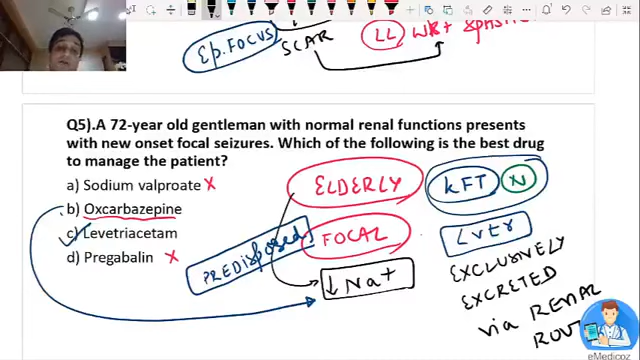 Ep. FOCUS
SCAR
LL
Q5).A 72-year old gentleman with normal renal functions presents
with new onset focal seizures. Which of the following is the best drug
to manage the patient?
a) Sodium valproate X
b) Oxcarbazepine
c) Levetriacetam
d) Pregabalin X
ELDERLY
KFT N
PREDISPOSED
FOCAL
Lvtr
↓Na+
EXCLUSIVELY
EXCRETED
via RENAL
eMedicoz